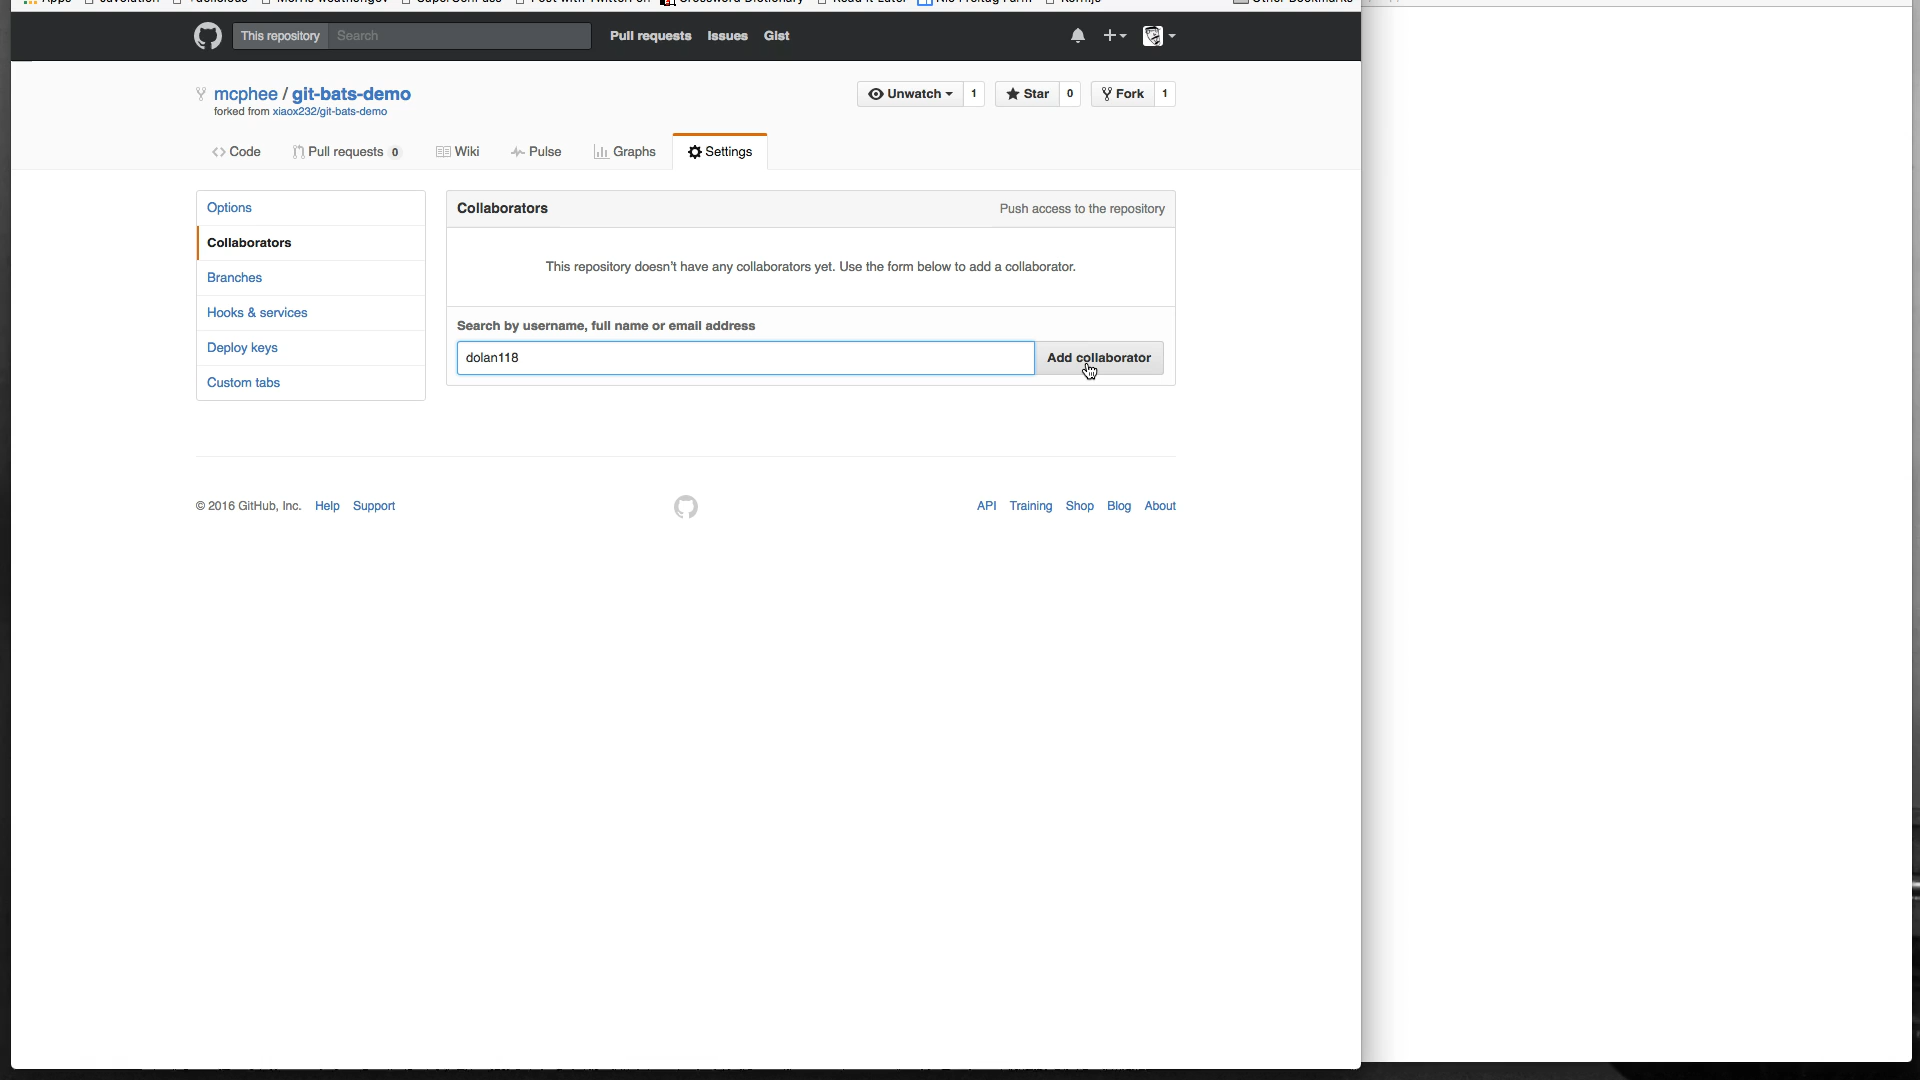 This repository Search Pull requests Issues Gist
mcphee / git-bats-demo
forked from xiaox232/git-bats-demo
Unwatch 1 Star 0 Fork 1
Code Pull requests 0 Wiki Pulse Graphs Settings
Options
Collaborators
Branches
Hooks & services
Deploy keys
Custom tabs
Collaborators Push access to the repository
This repository doesn't have any collaborators yet. Use the form below to add a collaborator.
Search by username, full name or email address
dolan118 Add collaborator
© 2016 GitHub, Inc. Help Support API Training Shop Blog About